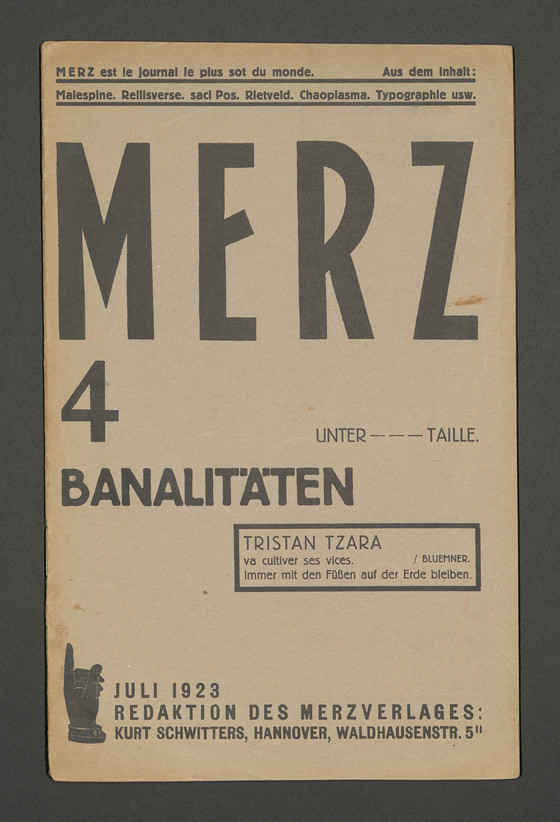 MERZ est le journal le plus sot du monde. Aus dem Inhalt:
Malespine. Rellisverse. sacl Pos. Rietveld. Chaoplasma. Typographie usw.
MERZ
4
UNTER — — — TAILLE.
BANALITÄTEN
TRISTAN TZARA
va cultiver ses vices. / BLUEMNER.
Immer mit den Füßen auf der Erde bleiben.
JULI 1923
REDAKTION DES MERZVERLAGES:
KURT SCHWITTERS, HANNOVER, WALDHAUSENSTR. 5"